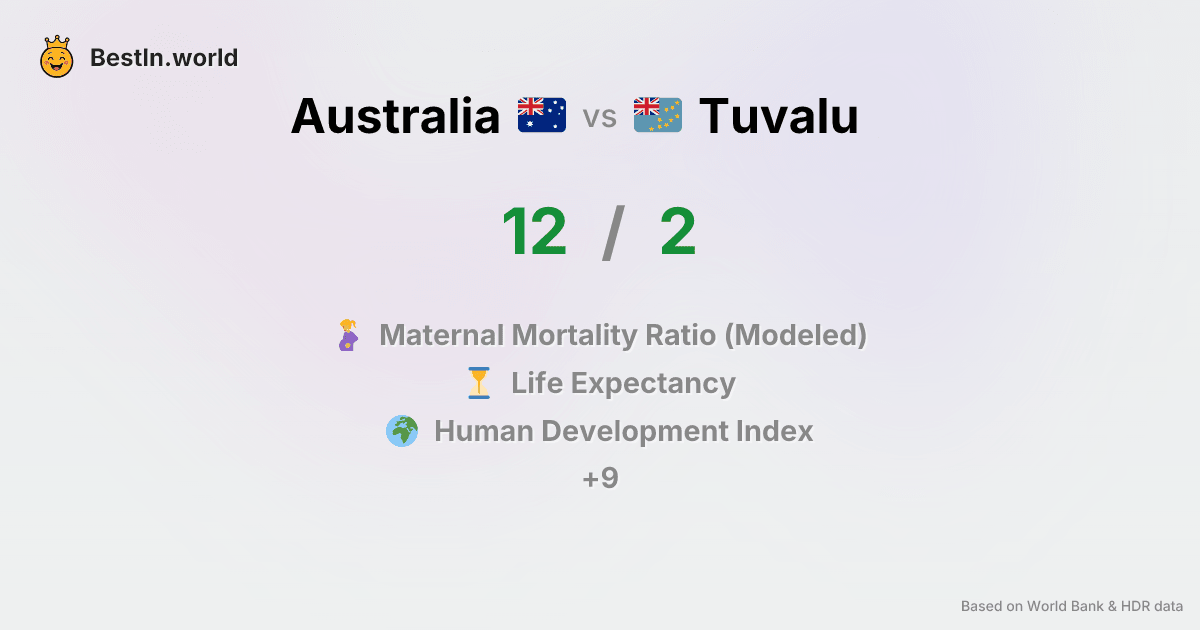 BestIn.world
Australia vs Tuvalu
12 / 2
Maternal Mortality Ratio (Modeled)
Life Expectancy
Human Development Index
+9
Based on World Bank & HDR data